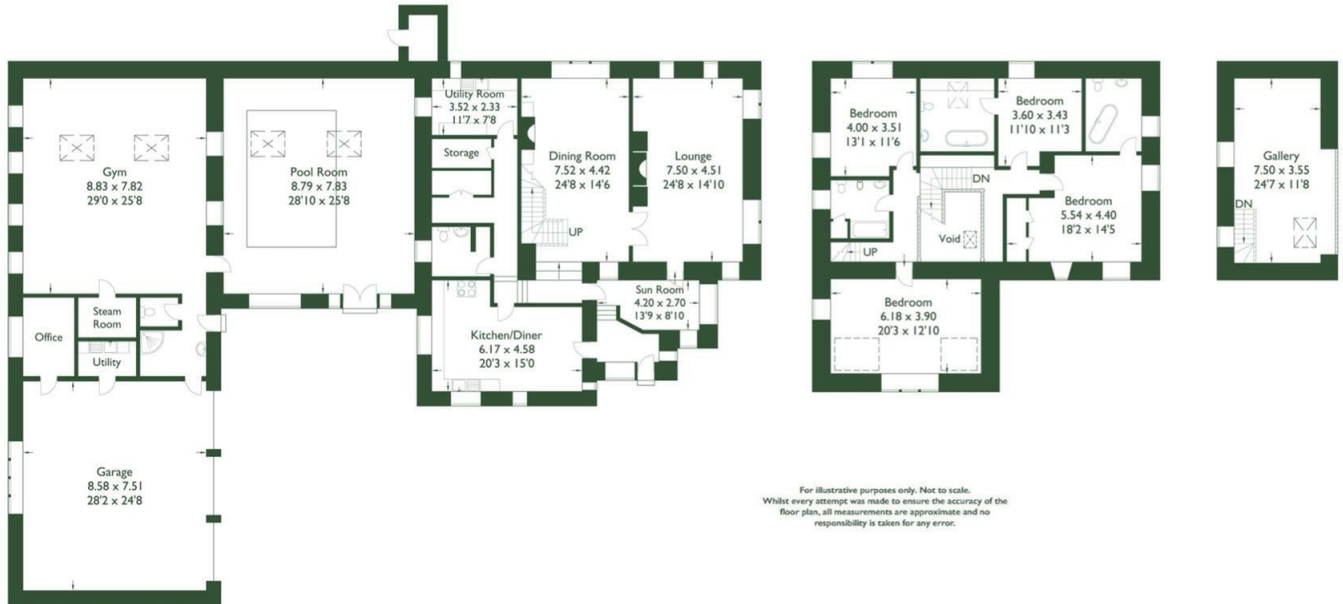 Gym
8.83 x 7.82
29'0 x 25'8
Pool Room
8.79 x 7.83
28'10 x 25'8
Utility Room
3.52 x 2.33
11'7 x 7'8
Storage
Dining Room
7.52 x 4.42
24'8 x 14'6
UP
Lounge
7.50 x 4.51
24'8 x 14'10
Sun Room
4.20 x 2.70
13'9 x 8'10
Kitchen/Diner
6.17 x 4.58
20'3 x 15'0
Steam
Room
Office
Utility
Garage
8.58 x 7.51
28'2 x 24'8
Bedroom
4.00 x 3.51
13'1 x 11'6
Bedroom
3.60 x 3.43
11'10 x 11'3
DN
Bedroom
5.54 x 4.40
18'2 x 14'5
Void
UP
Bedroom
6.18 x 3.90
20'3 x 12'10
Gallery
7.50 x 3.55
24'7 x 11'8
DN
For illustrative purposes only. Not to scale.
Whilst every attempt was made to ensure the accuracy of the
floor plan, all measurements are approximate and no
responsibility is taken for any error.